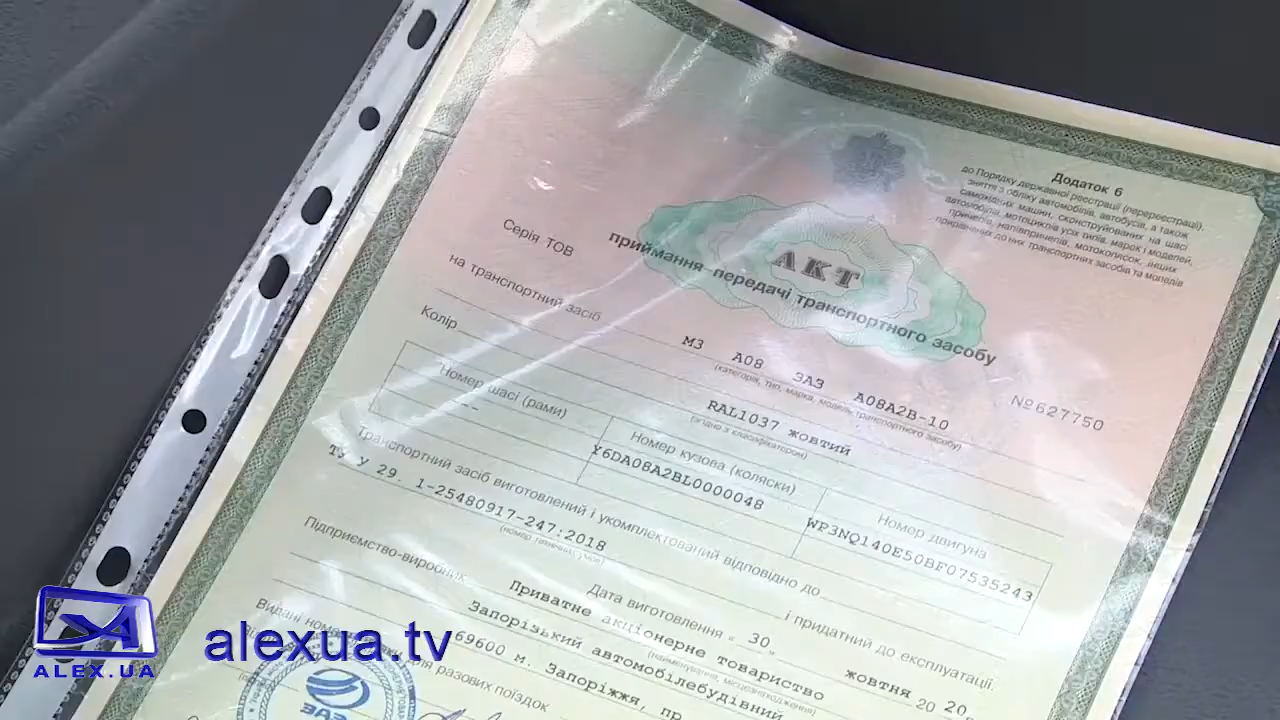 Додаток 6
до Порядку державної реєстрації (перереєстрації),
зняття з обліку автомобілів, автобусів, а також
самохідних машин, сконструйованих на шасі
автомобілів, мотоциклів усіх типів, марок і моделей,
причепів, напівпричепів, мотоколясок, інших
прирівняних до них транспортних засобів та мопедів
АКТ
приймання-передачі транспортного засобу
Серія ТОВ
№627750
на транспортний засіб М3 А08 ЗАЗ А08А2В-10
(категорія, тип, марка, модель транспортного засобу)
Колір RAL1037 жовтий
(згідно з класифікатором)
Номер шасі (рами)
Номер кузова (коляски)
Номер двигуна
--
Y6DA08A2BL0000048
WP3NQ140E50BF07535243
Транспортний засіб виготовлений і укомплектований відповідно до
ТУ У 29. 1-25480917-247:2018
і придатний до експлуатації.
Дата виготовлення « 30 » жовтня 20 20
Підприємство-виробник Приватне акціонерне товариство
(найменування, місцезнаходження)
Запорізький автомобілебудівний
69600 м. Запоріжжя, пр
Видані
для разових поїздок
ЗАЗ
ALEX.UA
alexua.tv